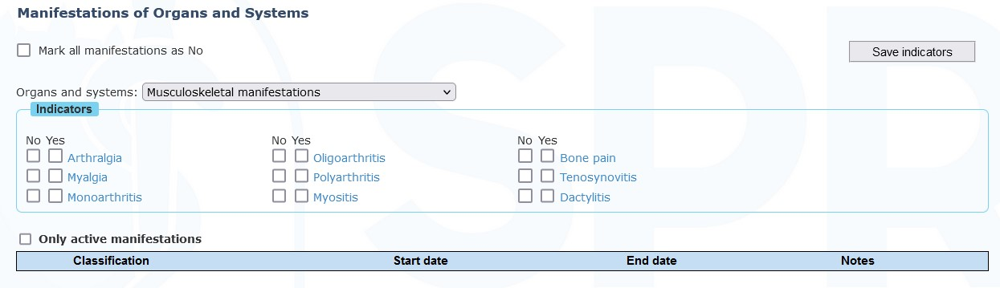 Manifestations of Organs and Systems
Mark all manifestations as No
Save indicators
Organs and systems: Musculoskeletal manifestations
Indicators
No Yes No Yes No Yes
Arthralgia Oligoarthritis Bone pain
Myalgia Polyarthritis Tenosynovitis
Monoarthritis Myositis Dactylitis
Only active manifestations
Classification Start date End date Notes